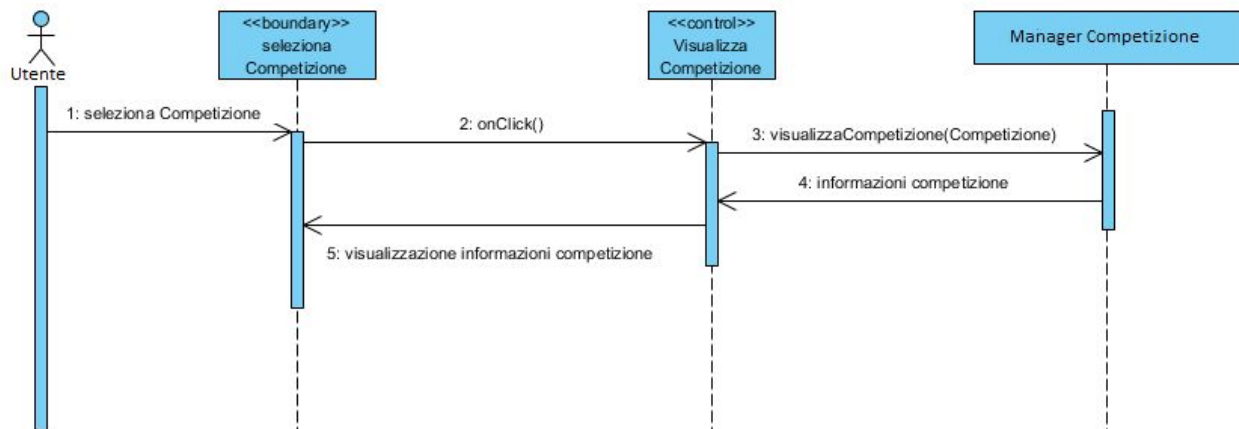 <<boundary>>
seleziona
Competizione
<<control>>
Visualizza
Competizione
Manager Competizione
Utente
1: seleziona Competizione
2: onClick()
3: visualizzaCompetizione(Competizione)
4: informazioni competizione
5: visualizzazione informazioni competizione